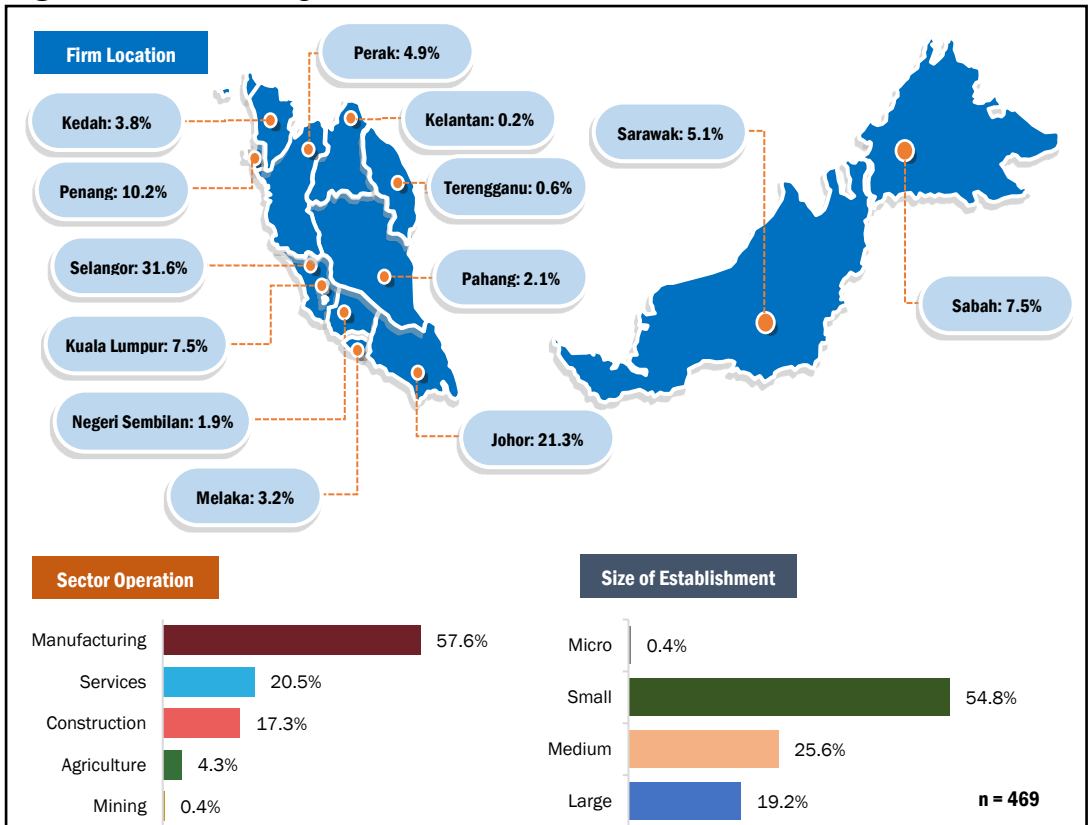 Firm Location
Perak: 4.9%
Kedah: 3.8%
Kelantan: 0.2%
Sarawak: 5.1%
Penang: 10.2%
Terengganu: 0.6%
Selangor: 31.6%
Pahang: 2.1%
Sabah: 7.5%
Kuala Lumpur: 7.5%
Negeri Sembilan: 1.9%
Johor: 21.3%
Melaka: 3.2%
Sector Operation
Manufacturing 57.6%
Services 20.5%
Construction 17.3%
Agriculture 4.3%
Mining 0.4%
Size of Establishment
Micro 0.4%
Small 54.8%
Medium 25.6%
Large 19.2%
n = 469